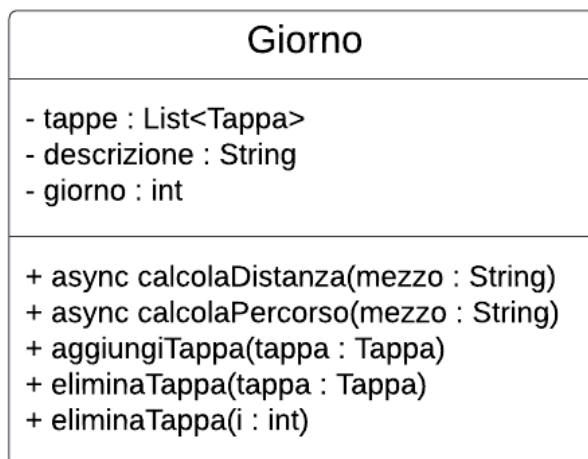 Giorno
- tappe : List<Tappa>
- descrizione : String
- giorno : int
+ async calcolaDistanza(mezzo : String)
+ async calcolaPercorso(mezzo : String)
+ aggiungiTappa(tappa : Tappa)
+ eliminaTappa(tappa : Tappa)
+ eliminaTappa(i : int)